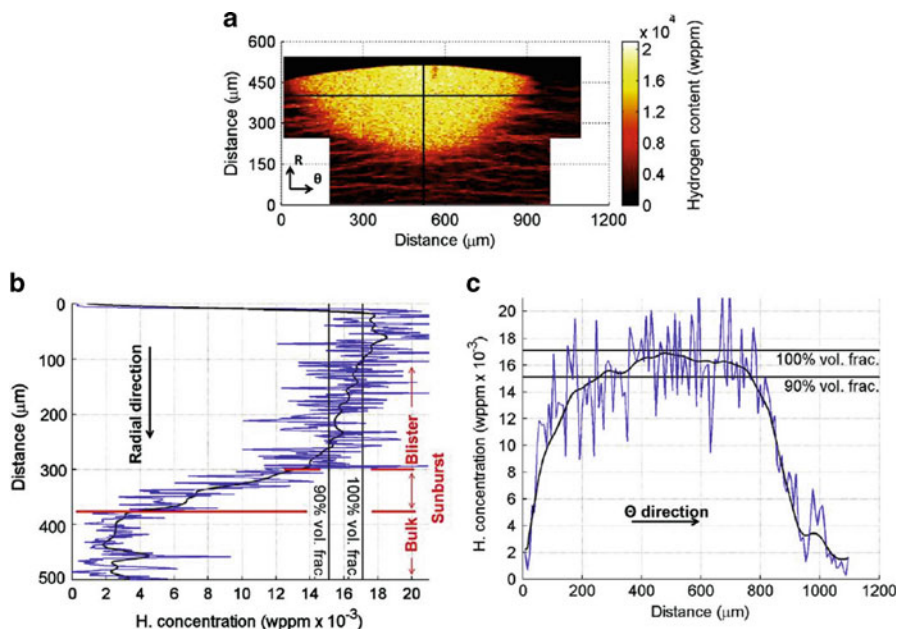 a
× 10⁴
600
450
300
150
0
Distance (μm)
R
θ
0 300 600 900 1200
Distance (μm)
2
1.6
1.2
0.8
0.4
0
Hydrogen content (wppm)
b
0
100
200
300
400
500
Distance (μm)
Radial direction
90% vol. frac.
100% vol. frac.
Blister
Sunburst
Bulk
0 2 4 6 8 10 12 14 16 18 20
H. concentration (wppm x 10⁻³)
c
20
18
16
14
12
10
8
6
4
2
0
H. concentration (wppm x 10⁻³)
100% vol. frac.
90% vol. frac.
Θ direction
0 200 400 600 800 1000 1200
Distance (μm)